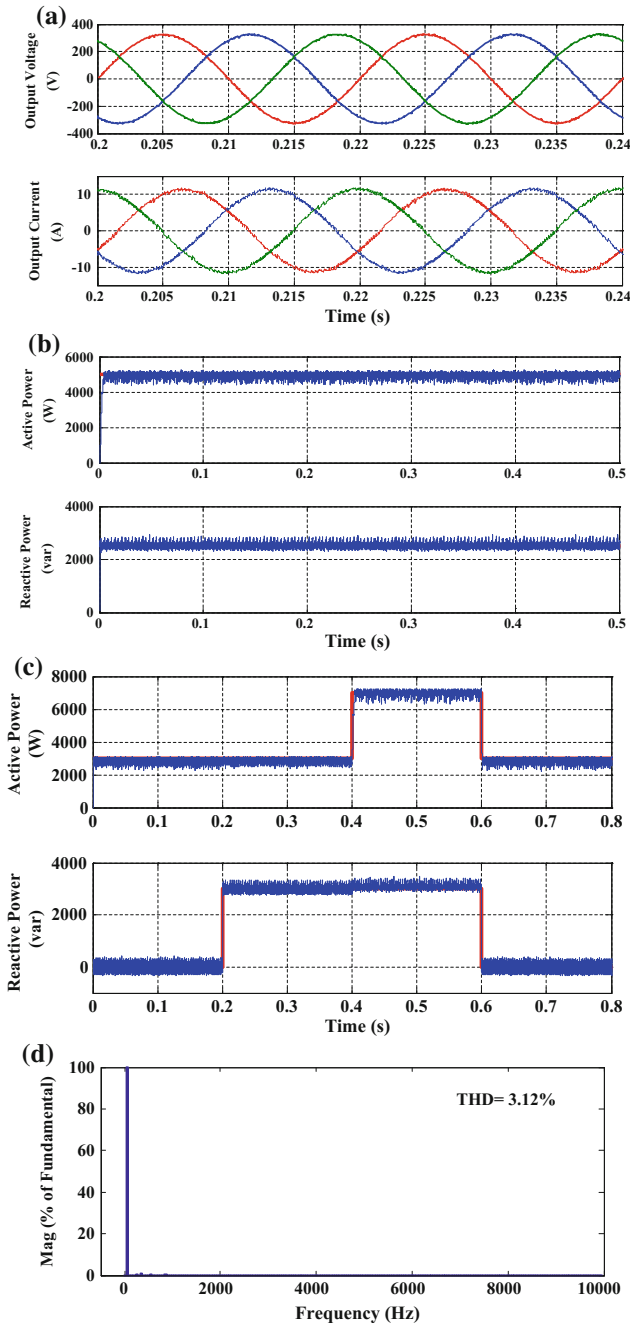 (a)
Output Voltage
(V)
400
200
0
-200
-400
0.2 0.205 0.21 0.215 0.22 0.225 0.23 0.235 0.24
Output Current
(A)
10
0
-10
0.2 0.205 0.21 0.215 0.22 0.225 0.23 0.235 0.24
Time (s)
(b)
Active Power
(W)
6000
4000
2000
0
0 0.1 0.2 0.3 0.4 0.5
Reactive Power
(var)
4000
2000
0
0 0.1 0.2 0.3 0.4 0.5
Time (s)
(c)
Active Power
(W)
8000
6000
4000
2000
0
0 0.1 0.2 0.3 0.4 0.5 0.6 0.7 0.8
Reactive Power
(var)
4000
2000
0
0 0.1 0.2 0.3 0.4 0.5 0.6 0.7 0.8
Time (s)
(d)
Mag (% of Fundamental)
100
80
60
40
20
0
THD= 3.12%
0 2000 4000 6000 8000 10000
Frequency (Hz)